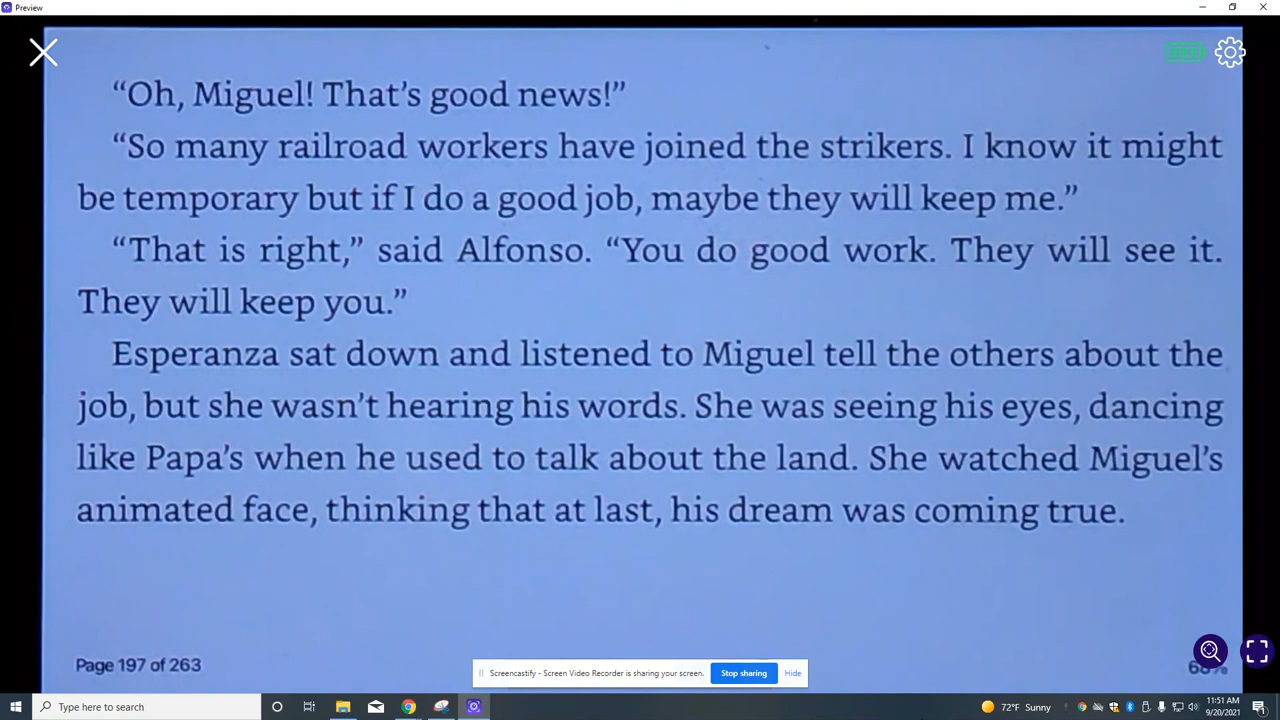 Preview
“Oh, Miguel! That’s good news!”
“So many railroad workers have joined the strikers. I know it might
be temporary but if I do a good job, maybe they will keep me.”
“That is right,” said Alfonso. “You do good work. They will see it.
They will keep you.”
Esperanza sat down and listened to Miguel tell the others about the
job, but she wasn’t hearing his words. She was seeing his eyes, dancing
like Papa’s when he used to talk about the land. She watched Miguel’s
animated face, thinking that at last, his dream was coming true.
Page 197 of 263
Screencastify - Screen Video Recorder is sharing your screen.
Stop sharing
Hide
Type here to search
72°F Sunny
11:51 AM
9/20/2021